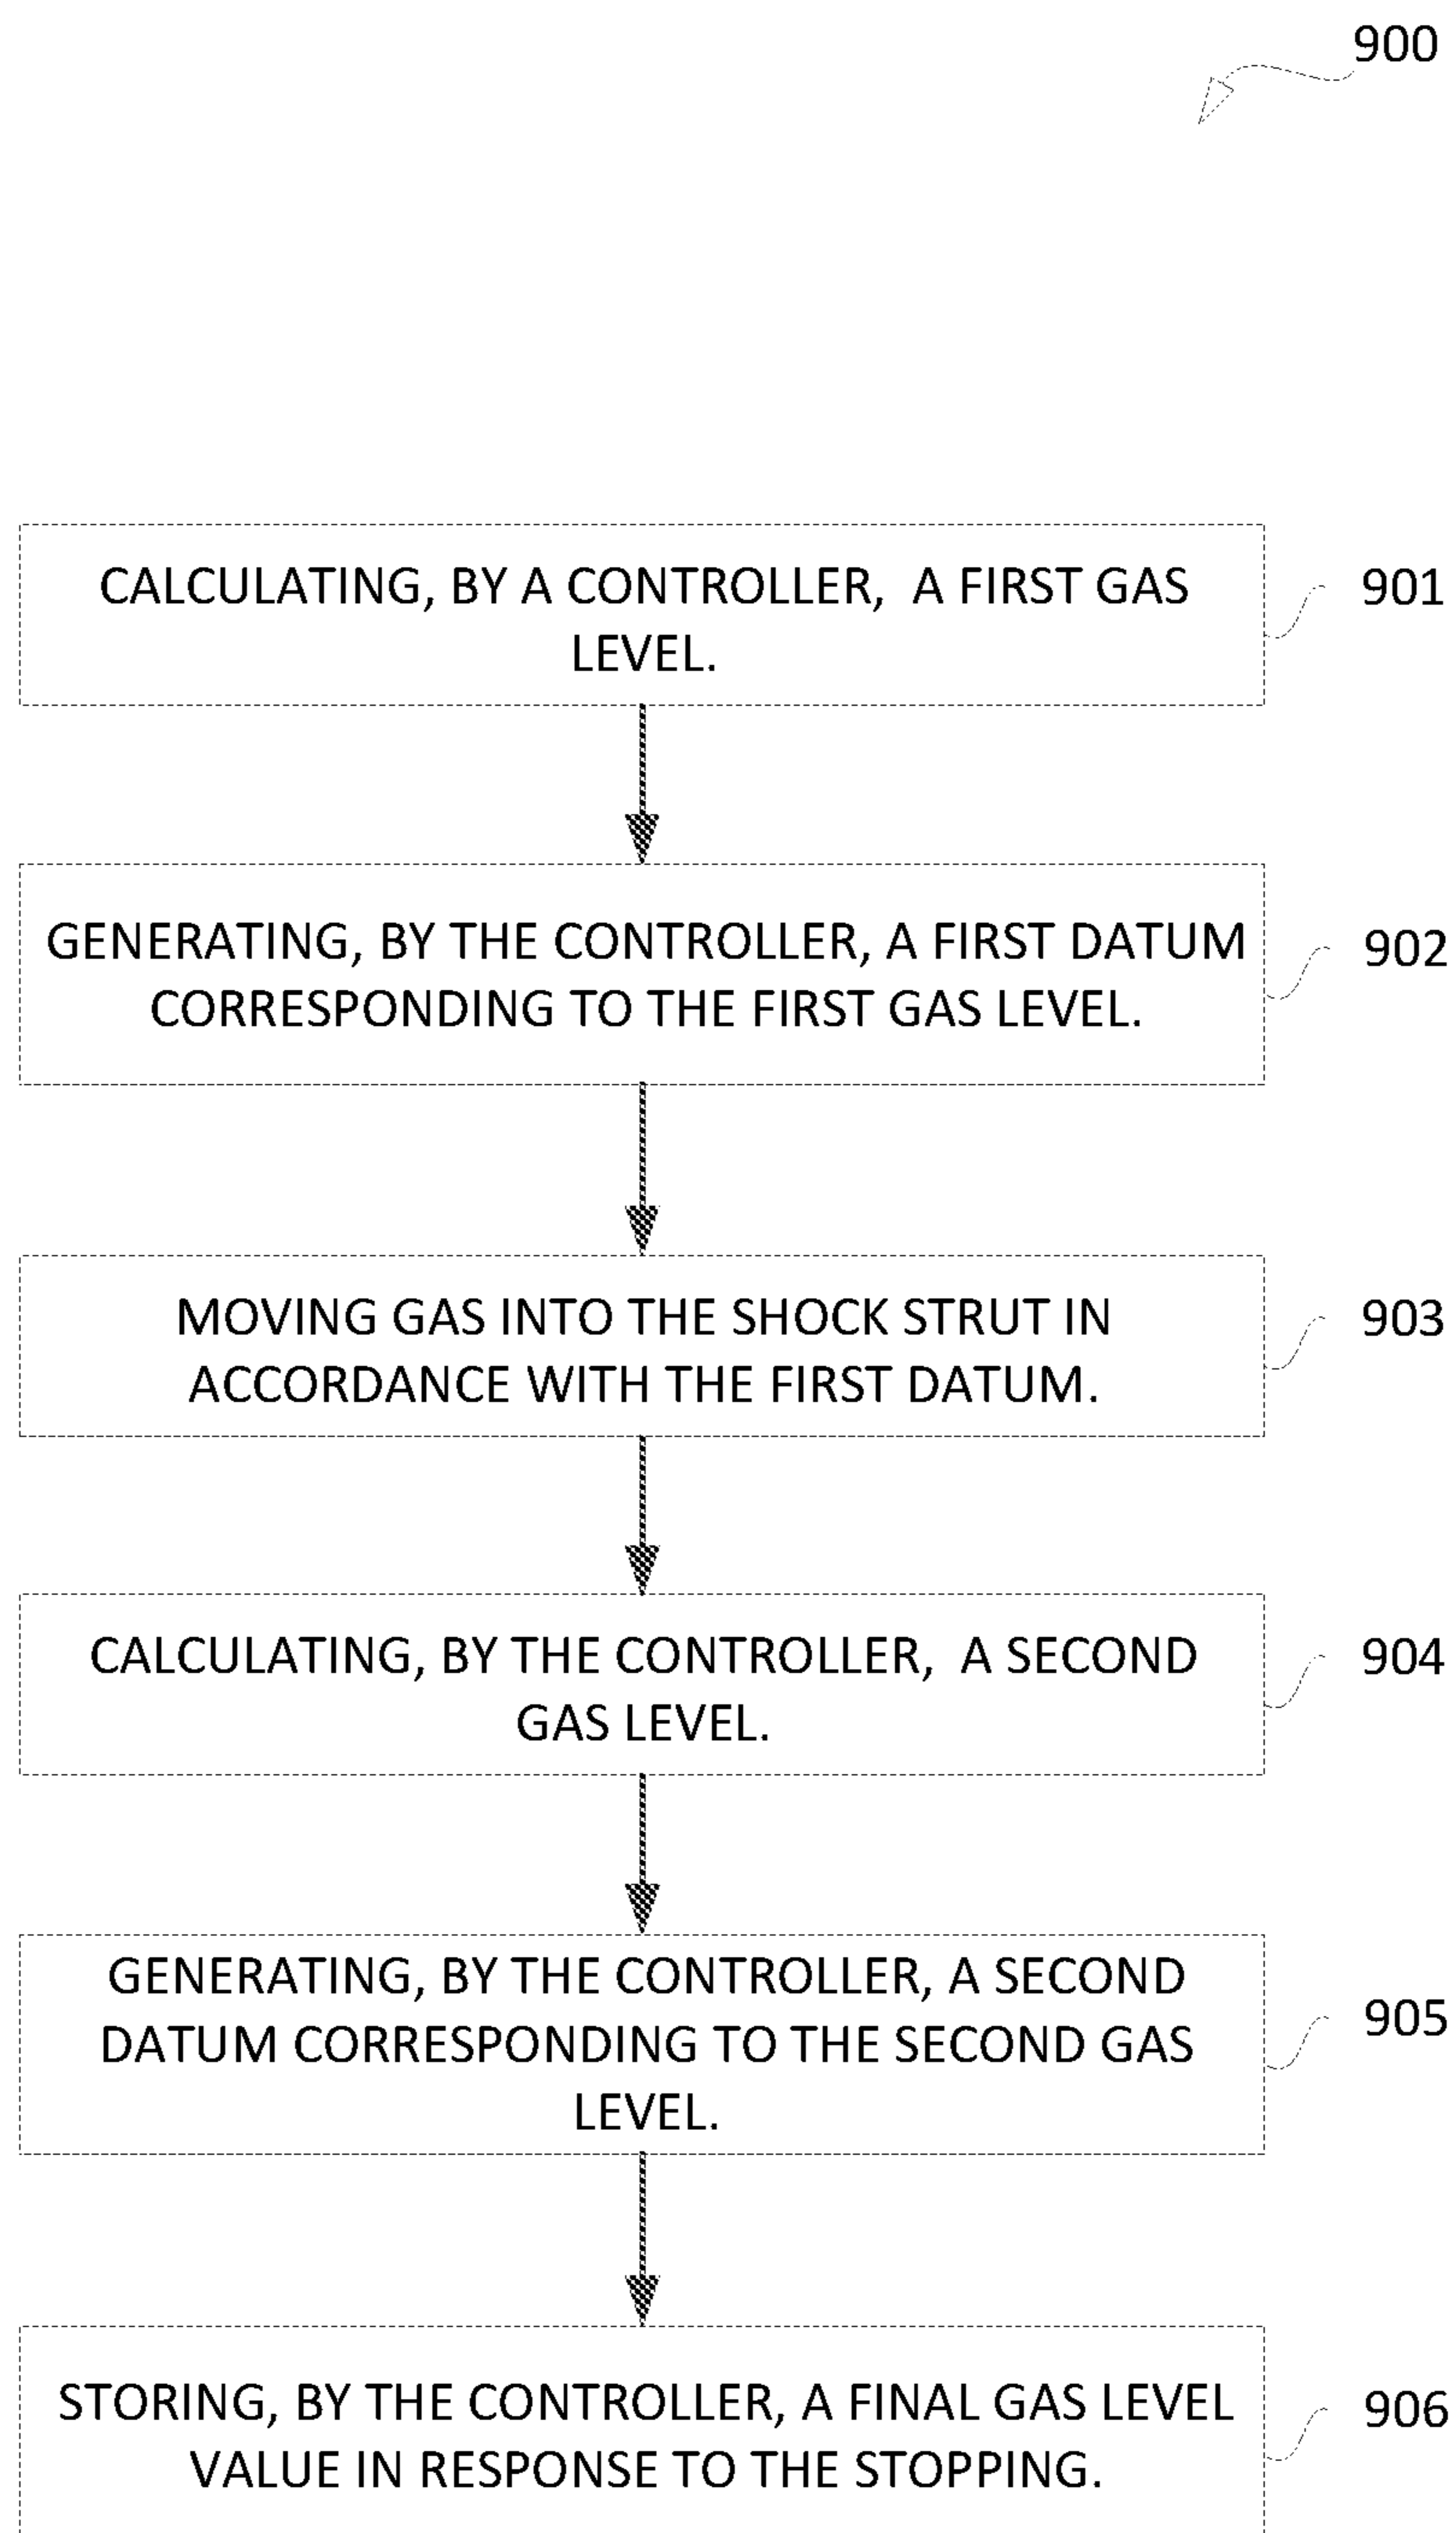 900
CALCULATING, BY A CONTROLLER, A FIRST GAS
LEVEL.
901
GENERATING, BY THE CONTROLLER, A FIRST DATUM
CORRESPONDING TO THE FIRST GAS LEVEL.
902
MOVING GAS INTO THE SHOCK STRUT IN
ACCORDANCE WITH THE FIRST DATUM.
903
CALCULATING, BY THE CONTROLLER, A SECOND
GAS LEVEL.
904
GENERATING, BY THE CONTROLLER, A SECOND
DATUM CORRESPONDING TO THE SECOND GAS
LEVEL.
905
STORING, BY THE CONTROLLER, A FINAL GAS LEVEL
VALUE IN RESPONSE TO THE STOPPING.
906